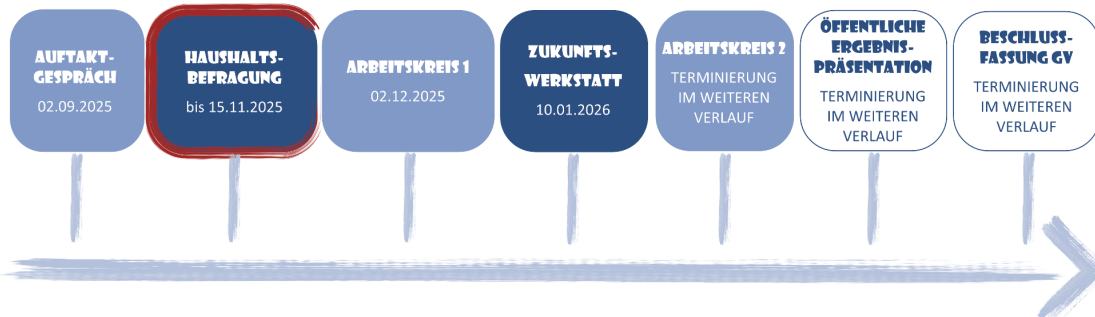 AUFTAKT-
GESPRÄCH
02.09.2025
HAUSHALTS-
BEFRAGUNG
bis 15.11.2025
ARBEITSKREIS 1
02.12.2025
ZUKUNFTS-
WERKSTATT
10.01.2026
ARBEITSKREIS 2
TERMINIERUNG
IM WEITEREN
VERLAUF
ÖFFENTLICHE
ERGEBNIS-
PRÄSENTATION
TERMINIERUNG
IM WEITEREN
VERLAUF
BESCHLUSS-
FASSUNG GV
TERMINIERUNG
IM WEITEREN
VERLAUF